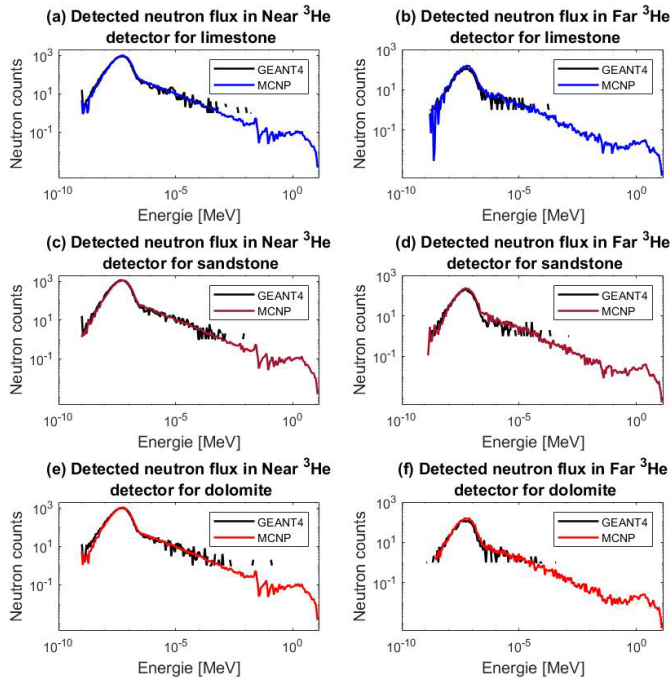 (a) Detected neutron flux in Near ³He
detector for limestone
10³
10¹
10⁻¹
Neutron counts
GEANT4
MCNP
10⁻¹⁰
10⁻⁵
10⁰
Energie [MeV]
(b) Detected neutron flux in Far ³He
detector for limestone
10³
10¹
10⁻¹
Neutron counts
GEANT4
MCNP
10⁻¹⁰
10⁻⁵
10⁰
Energie [MeV]
(c) Detected neutron flux in Near ³He
detector for sandstone
10³
10¹
10⁻¹
Neutron counts
GEANT4
MCNP
10⁻¹⁰
10⁻⁵
10⁰
Energie [MeV]
(d) Detected neutron flux in Far ³He
detector for sandstone
10³
10¹
10⁻¹
Neutron counts
GEANT4
MCNP
10⁻¹⁰
10⁻⁵
10⁰
Energie [MeV]
(e) Detected neutron flux in Near ³He
detector for dolomite
10³
10¹
10⁻¹
Neutron counts
GEANT4
MCNP
10⁻¹⁰
10⁻⁵
10⁰
Energie [MeV]
(f) Detected neutron flux in Far ³He
detector for dolomite
10³
10¹
10⁻¹
Neutron counts
GEANT4
MCNP
10⁻¹⁰
10⁻⁵
10⁰
Energie [MeV]